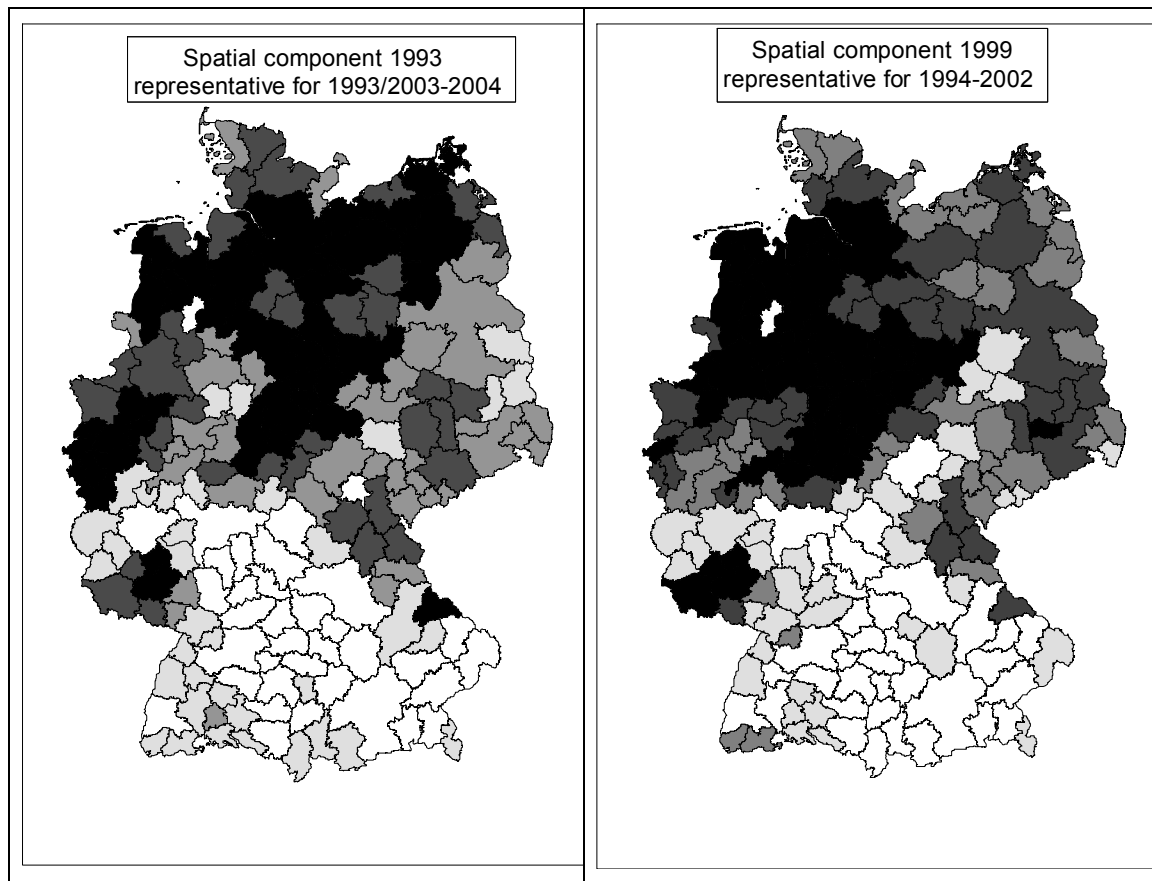 Spatial component 1993
representative for 1993/2003-2004
Spatial component 1999
representative for 1994-2002